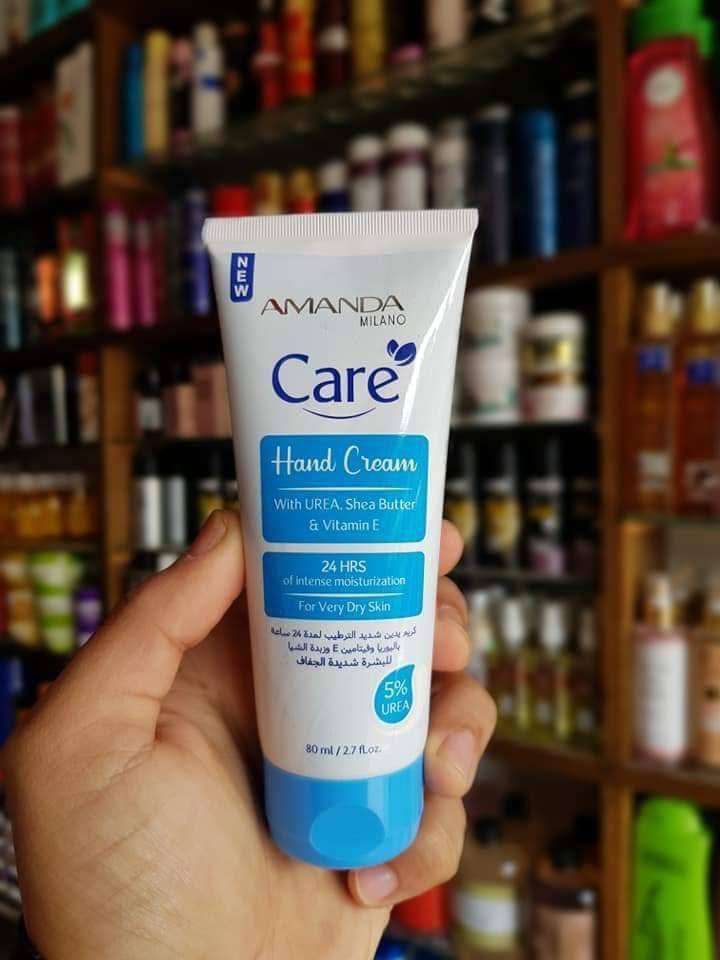 NEW
AMANDA
MILANO
Care
Hand Cream
With UREA, Shea Butter
& Vitamin E
24 HRS
of intense moisturization
For Very Dry Skin
كريم يدين شديد الترطيب لمدة 24 ساعة
باليوريا وفيتامين E وزبدة الشيا
للبشرة شديدة الجفاف
5%
UREA
80 ml / 2.7 fl.oz.